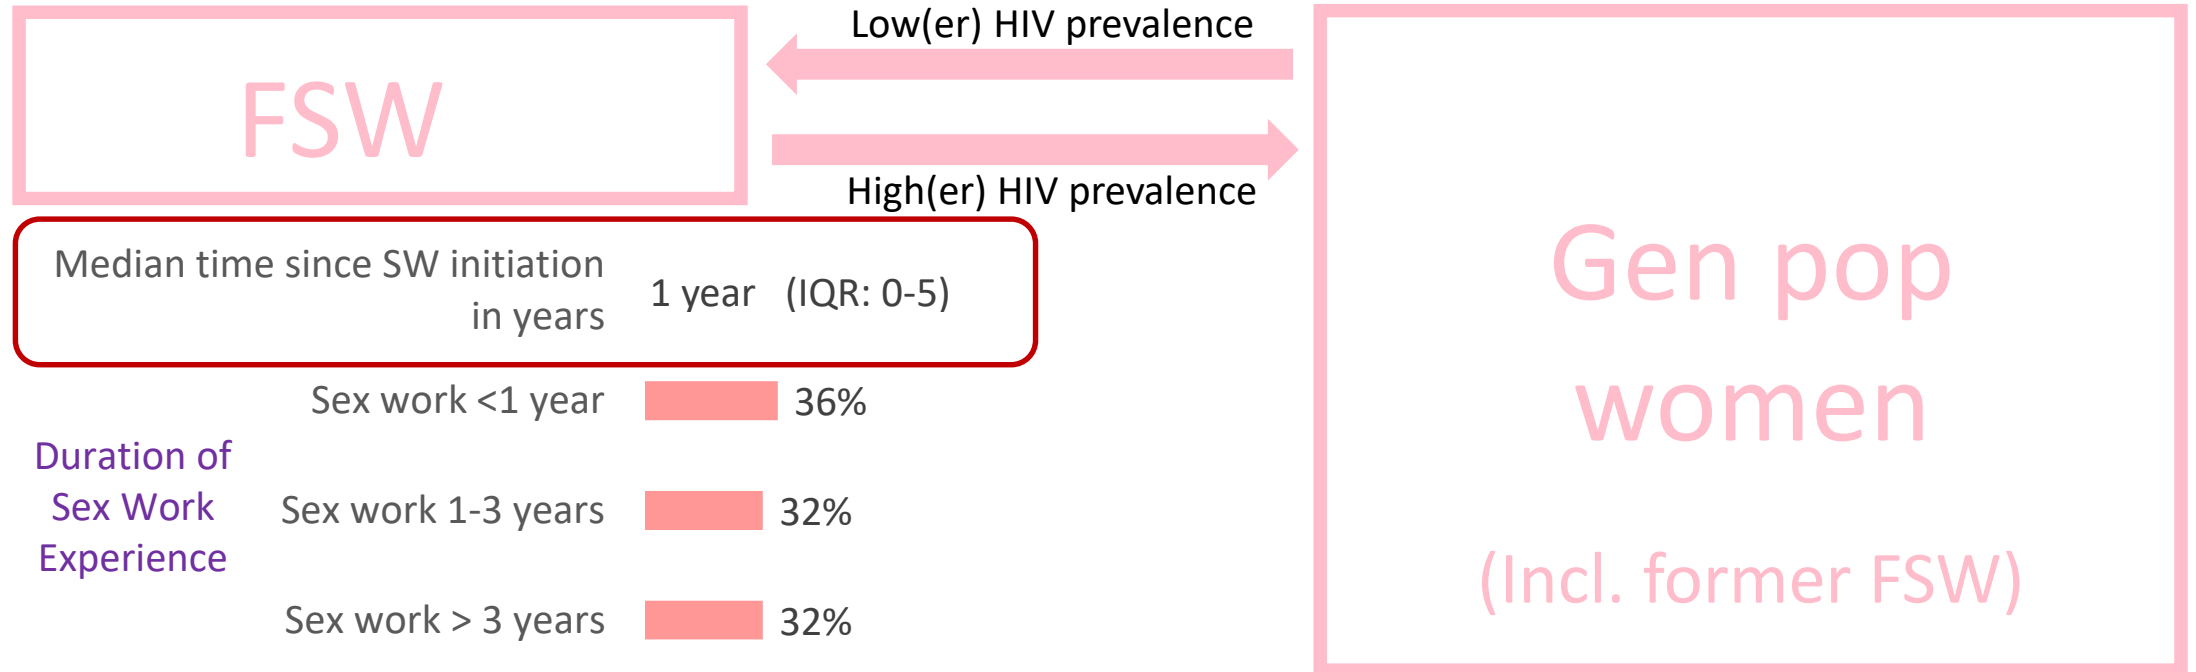 FSW
Low(er) HIV prevalence
High(er) HIV prevalence
Median time since SW initiation
in years
1 year (IQR: 0-5)
Duration of
Sex Work
Experience
Sex work <1 year
36%
Sex work 1-3 years
32%
Sex work > 3 years
32%
Gen pop
women
(Incl. former FSW)